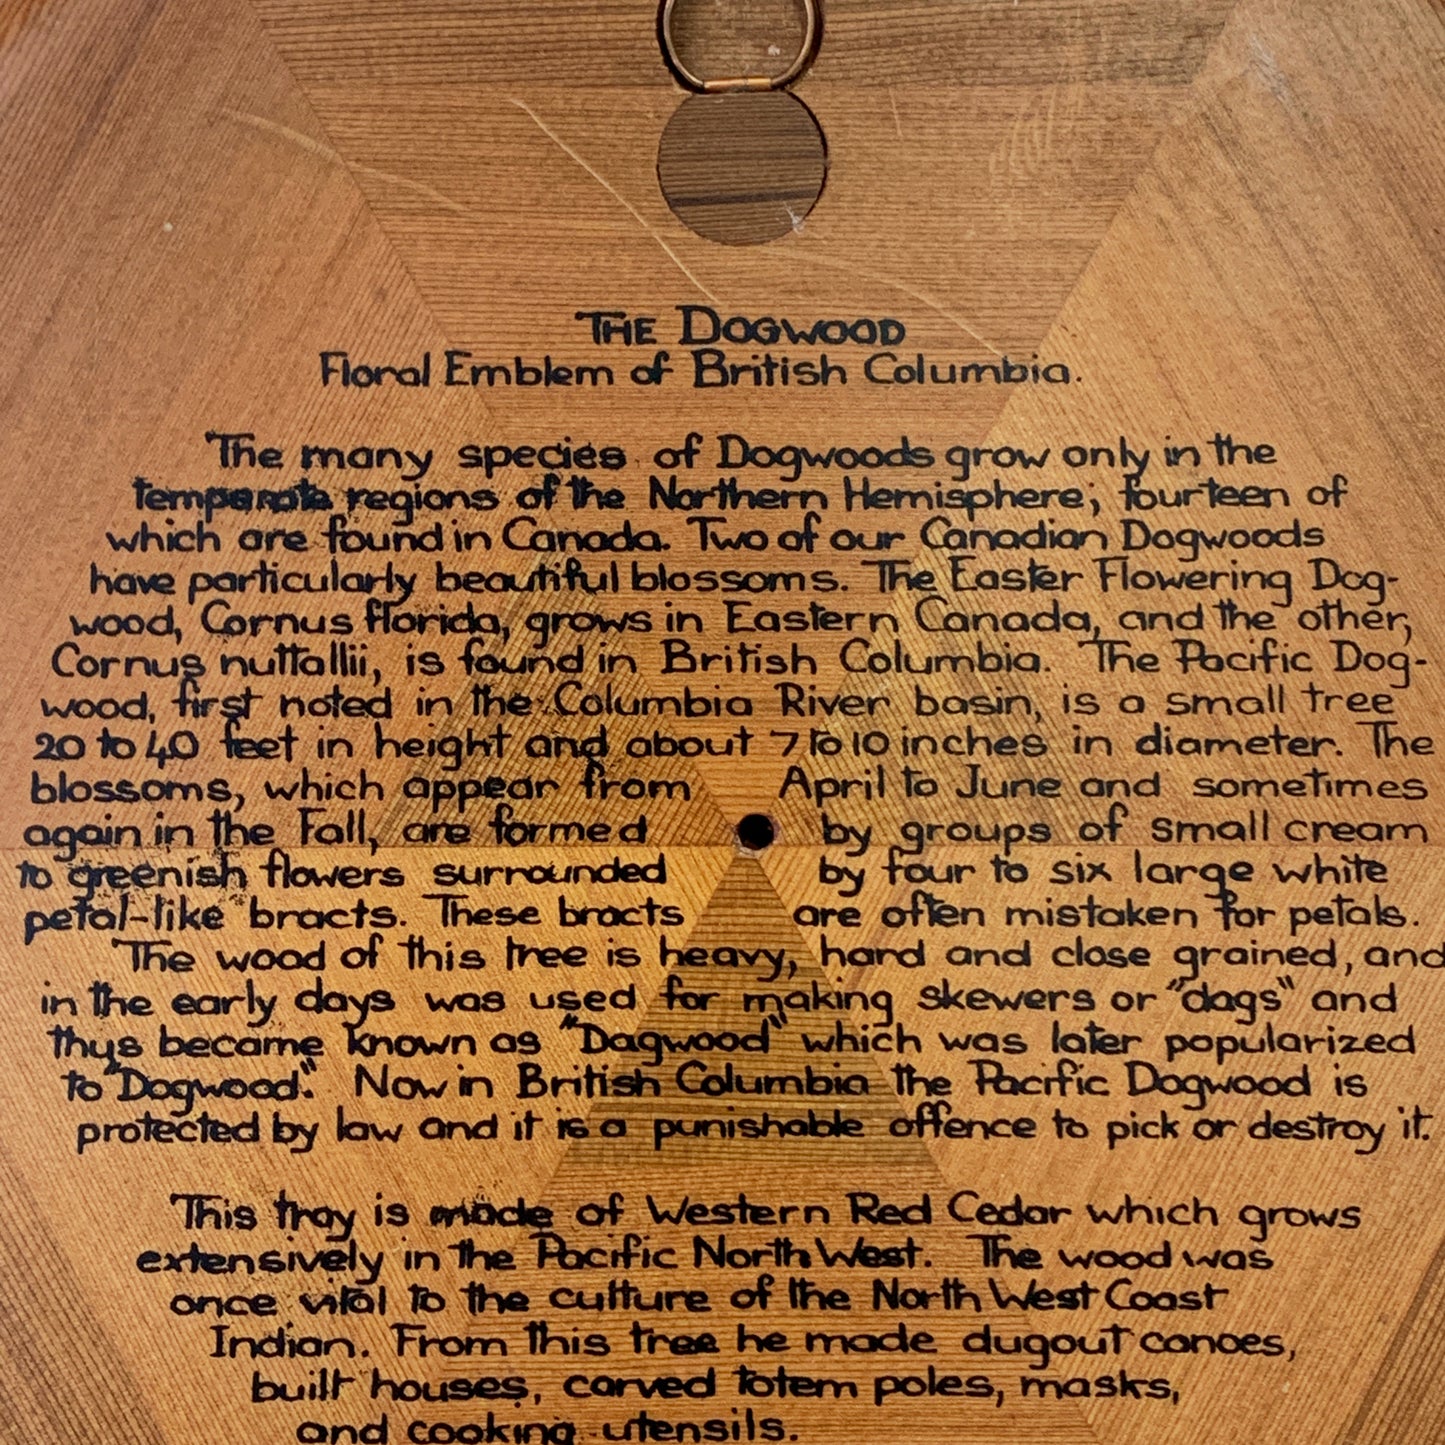 THE DOGWOOD
Floral Emblem of British Columbia.
The many species of Dogwoods grow only in the
temperate regions of the Northern Hemisphere; fourteen of
which are found in Canada. Two of our Canadian Dogwoods
have particularly beautiful blossoms. The Easter Flowering Dog-
wood, Cornus florida, grows in Eastern Canada, and the other,
Cornus nuttallii, is found in British Columbia. The Pacific Dog-
wood, first noted in the Columbia River basin, is a small tree
20 to 40 feet in height and about 7 to 10 inches in diameter. The
blossoms, which appear from April to June and sometimes
again in the Fall, are formed by groups of small cream
to greenish flowers surrounded by four to six large white
petal-like bracts. These bracts are often mistaken for petals.
The wood of this tree is heavy, hard and close grained, and
in the early days was used for making skewers or "dags" and
thus became known as "Dagwood" which was later popularized
to "Dogwood". Now in British Columbia the Pacific Dogwood is
protected by law and it is a punishable offence to pick or destroy it.
This tray is made of Western Red Cedar which grows
extensively in the Pacific North West. The wood was
once vital to the culture of the North West Coast
Indian. From this tree he made dugout canoes,
built houses, carved totem poles, masks,
and cooking utensils.